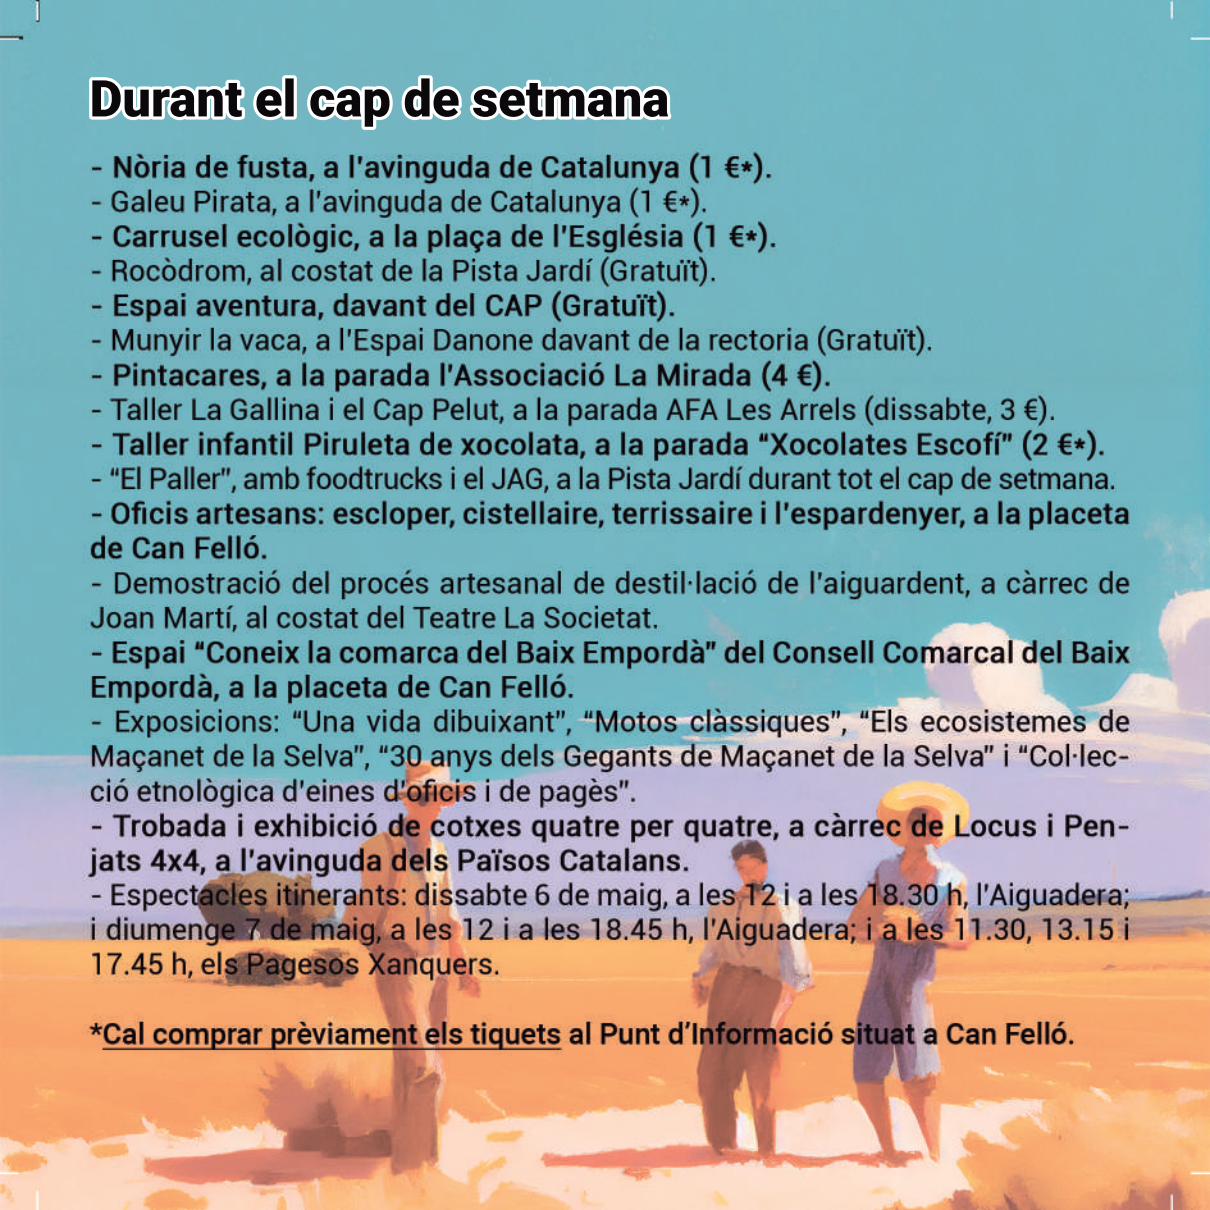 Durant el cap de setmana
- Nòria de fusta, a l'avinguda de Catalunya (1 €*).
- Galeu Pirata, a l'avinguda de Catalunya (1 €*).
- Carrusel ecològic, a la plaça de l'Església (1 €*).
- Rocòdrom, al costat de la Pista Jardí (Gratuït).
- Espai aventura, davant del CAP (Gratuït).
- Munyir la vaca, a l'Espai Danone davant de la rectoria (Gratuït).
- Pintacares, a la parada l'Associació La Mirada (4 €).
- Taller La Gallina i el Cap Pelut, a la parada AFA Les Arrels (dissabte, 3 €).
- Taller infantil Piruleta de xocolata, a la parada “Xocolates Escofí” (2 €*).
- “El Paller”, amb foodtrucks i el JAG, a la Pista Jardí durant tot el cap de setmana.
- Oficis artesans: escloper, cistellaire, terrissaire i l'espardenyer, a la placeta
de Can Felló.
- Demostració del procés artesanal de destil·lació de l'aiguardent, a càrrec de
Joan Martí, al costat del Teatre La Societat.
- Espai “Coneix la comarca del Baix Empordà” del Consell Comarcal del Baix
Empordà, a la placeta de Can Felló.
- Exposicions: “Una vida dibuixant”, “Motos clàssiques”, “Els ecosistemes de
Maçanet de la Selva”, “30 anys dels Gegants de Maçanet de la Selva” i “Col·lec-
ció etnològica d'eines d'oficis i de pagès”.
- Trobada i exhibició de cotxes quatre per quatre, a càrrec de Locus i Pen-
jats 4x4, a l'avinguda dels Països Catalans.
- Espectacles itinerants: dissabte 6 de maig, a les 12 i a les 18.30 h, l'Aiguadera;
i diumenge 7 de maig, a les 12 i a les 18.45 h, l'Aiguadera; i a les 11.30, 13.15 i
17.45 h, els Pagesos Xanquers.
*Cal comprar prèviament els tiquets al Punt d'Informació situat a Can Felló.